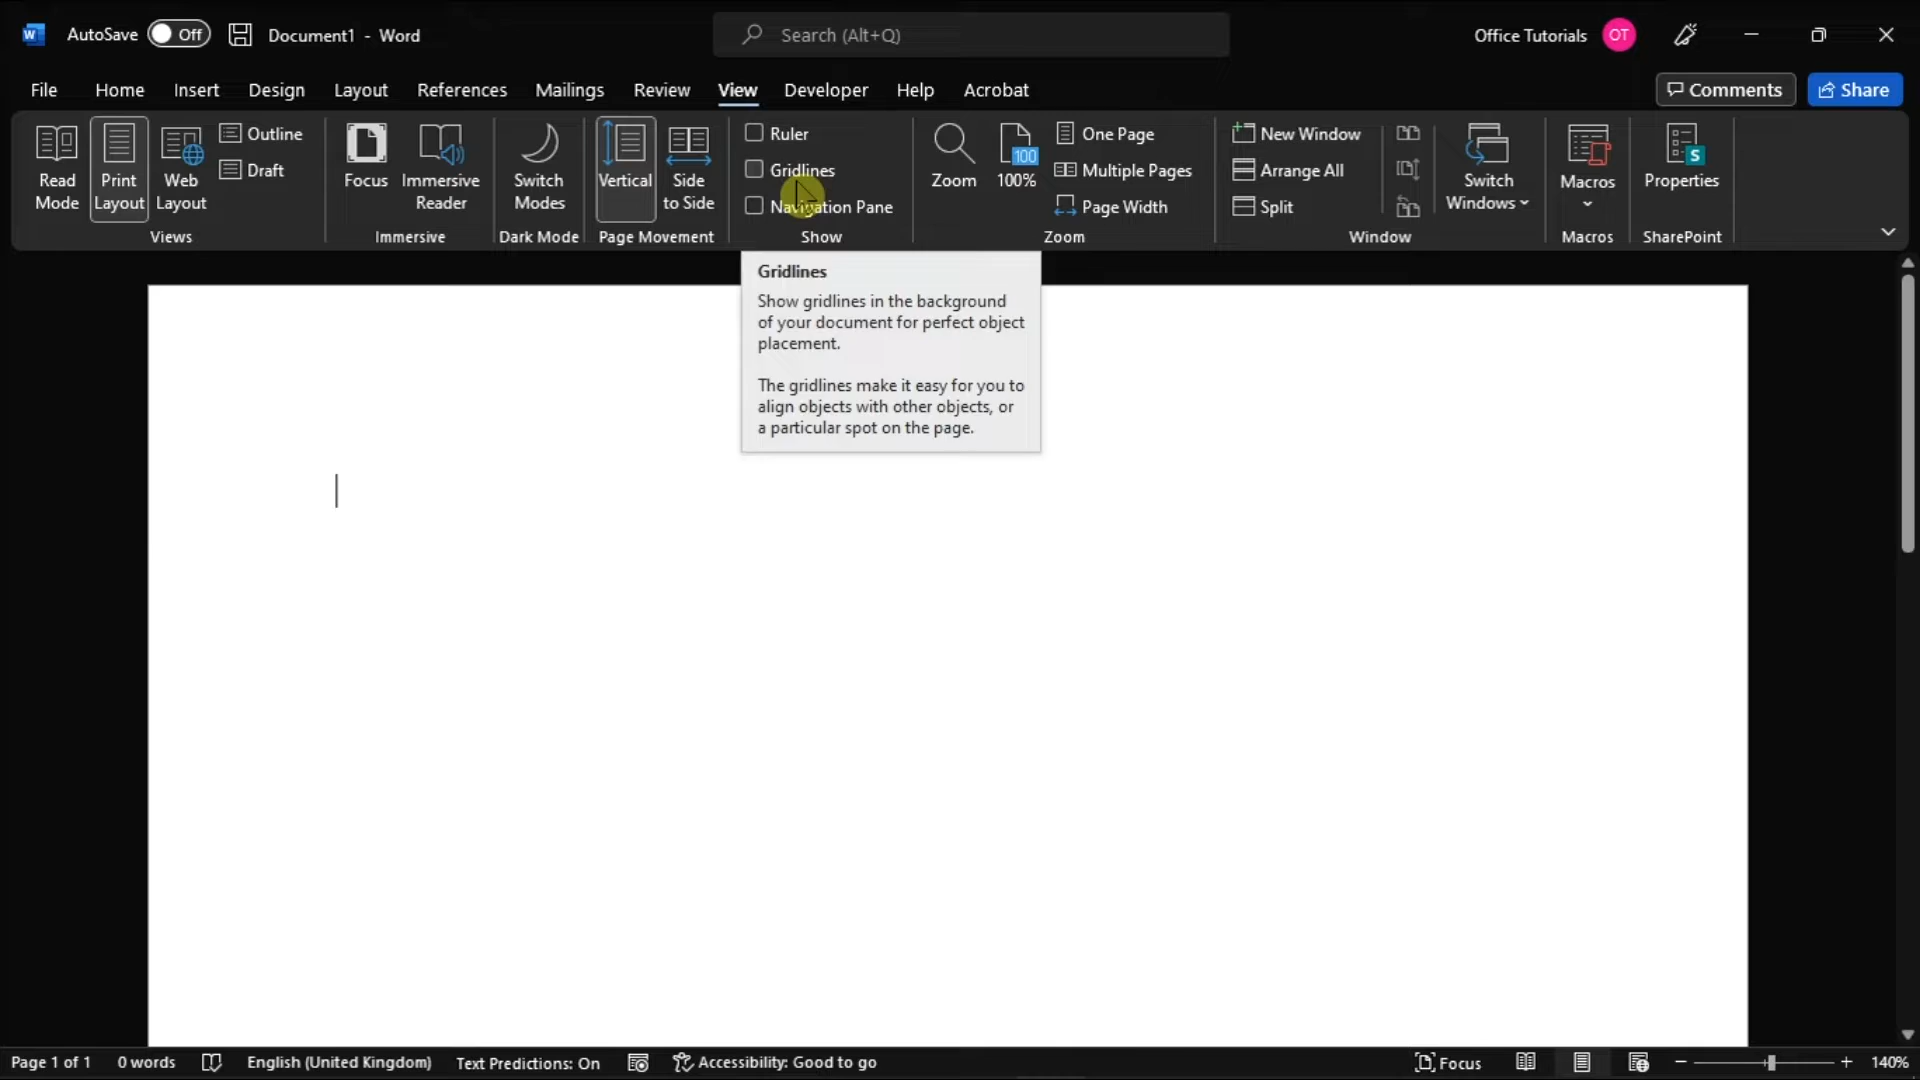 AutoSave Off Document1 - Word Search (Alt+Q) Office Tutorials OT
File Home Insert Design Layout References Mailings Review View Developer Help Acrobat Comments Share
Read Mode
Print Layout
Web Layout
Outline
Draft
Views
Focus
Immersive Reader
Immersive
Switch Modes
Dark Mode
Vertical
Side to Side
Page Movement
Ruler
Gridlines
Navigation Pane
Show
Zoom
100
100%
One Page
Multiple Pages
Page Width
Zoom
New Window
Arrange All
Split
Switch Windows
Window
Macros
Macros
S
Properties
SharePoint
Gridlines
Show gridlines in the background
of your document for perfect object
placement.
The gridlines make it easy for you to
align objects with other objects, or
a particular spot on the page.
Page 1 of 1 0 words English (United Kingdom) Text Predictions: On Accessibility: Good to go Focus 140%